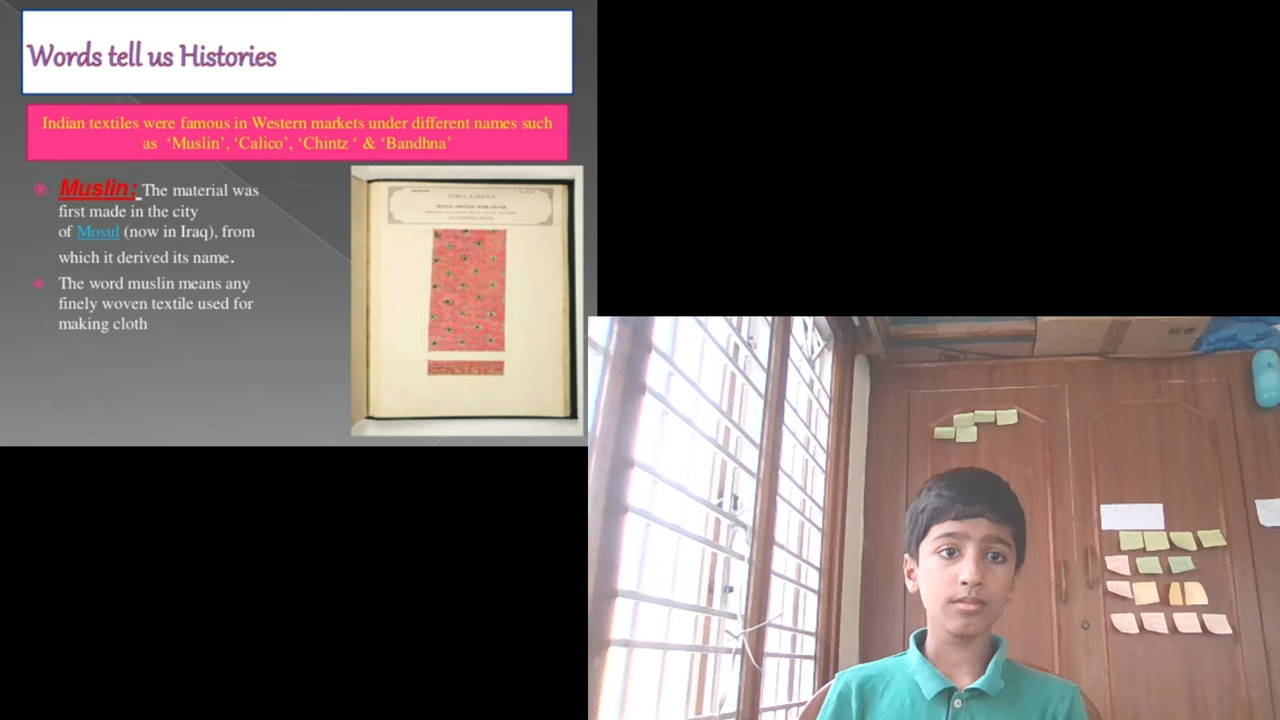 Words tell us Histories
Indian textiles were famous in Western markets under different names such
as ‘Muslin’, ‘Calico’, ‘Chintz ‘ & ‘Bandhna’
Muslin: The material was
first made in the city
of Mosul (now in Iraq), from
which it derived its name.
The word muslin means any
finely woven textile used for
making cloth